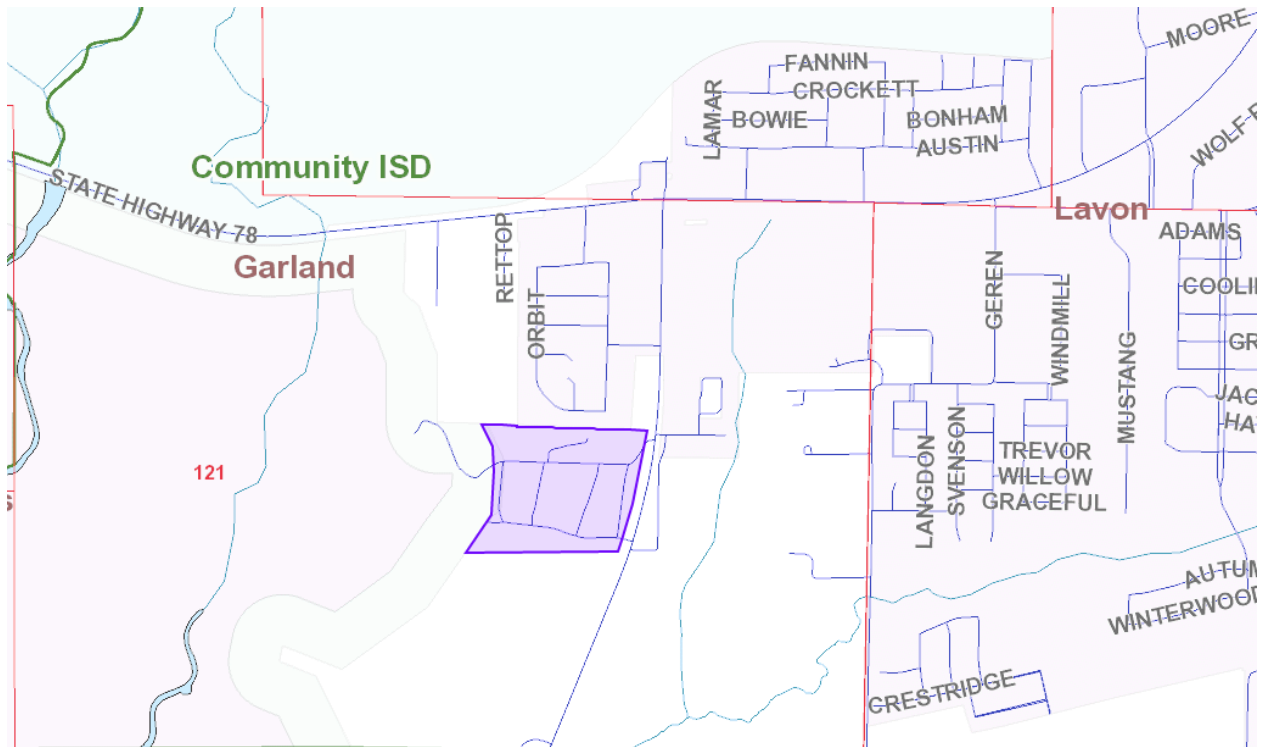 MOORE
FANNIN
CROCKETT
LAMAR
BOWIE
BONHAM
AUSTIN
Community ISD
STATE HIGHWAY 78
Lavon
ADAMS
Garland
RETTOP
ORBIT
GEREN
WINDMILL
MUSTANG
LANGDON
SVENSON
TREVOR
WILLOW
GRACEFUL
121
AUTUM
WINTERWOOD
CRESTRIDGE